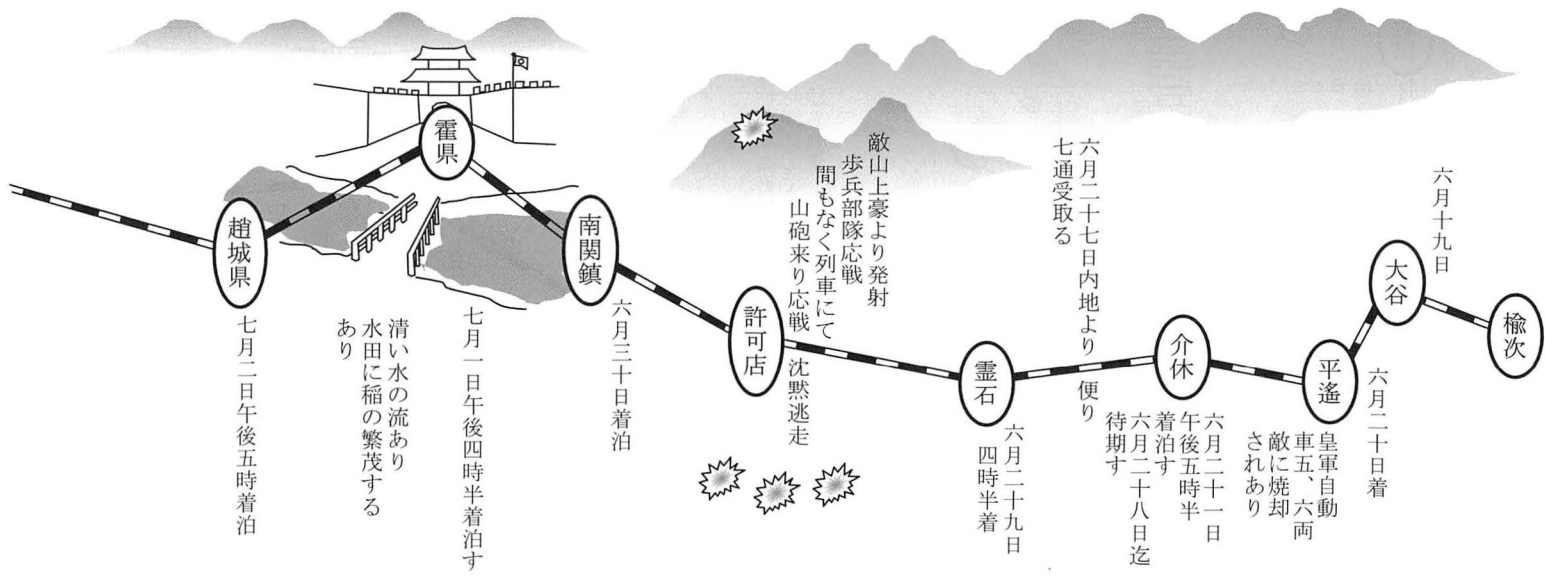 楡次
六月十九日
大谷
六月二十日着
平遙
皇軍自動
車五、六両
敵に焼却
されあり
介休
六月二十一日
午後五時半
着泊す
六月二十八日迄
待期す
六月二十七日内地より 便り
七通受取る
霊石
六月二十九日
四時半着
敵山上豪より発射
歩兵部隊応戦
間もなく列車にて
山砲来り応戦 沈黙逃走
許可店
六月三十日着泊
南関鎮
七月一日午後四時半着泊す
霍県
清い水の流あり
水田に稲の繁茂する
あり
七月二日午後五時着泊
趙城県